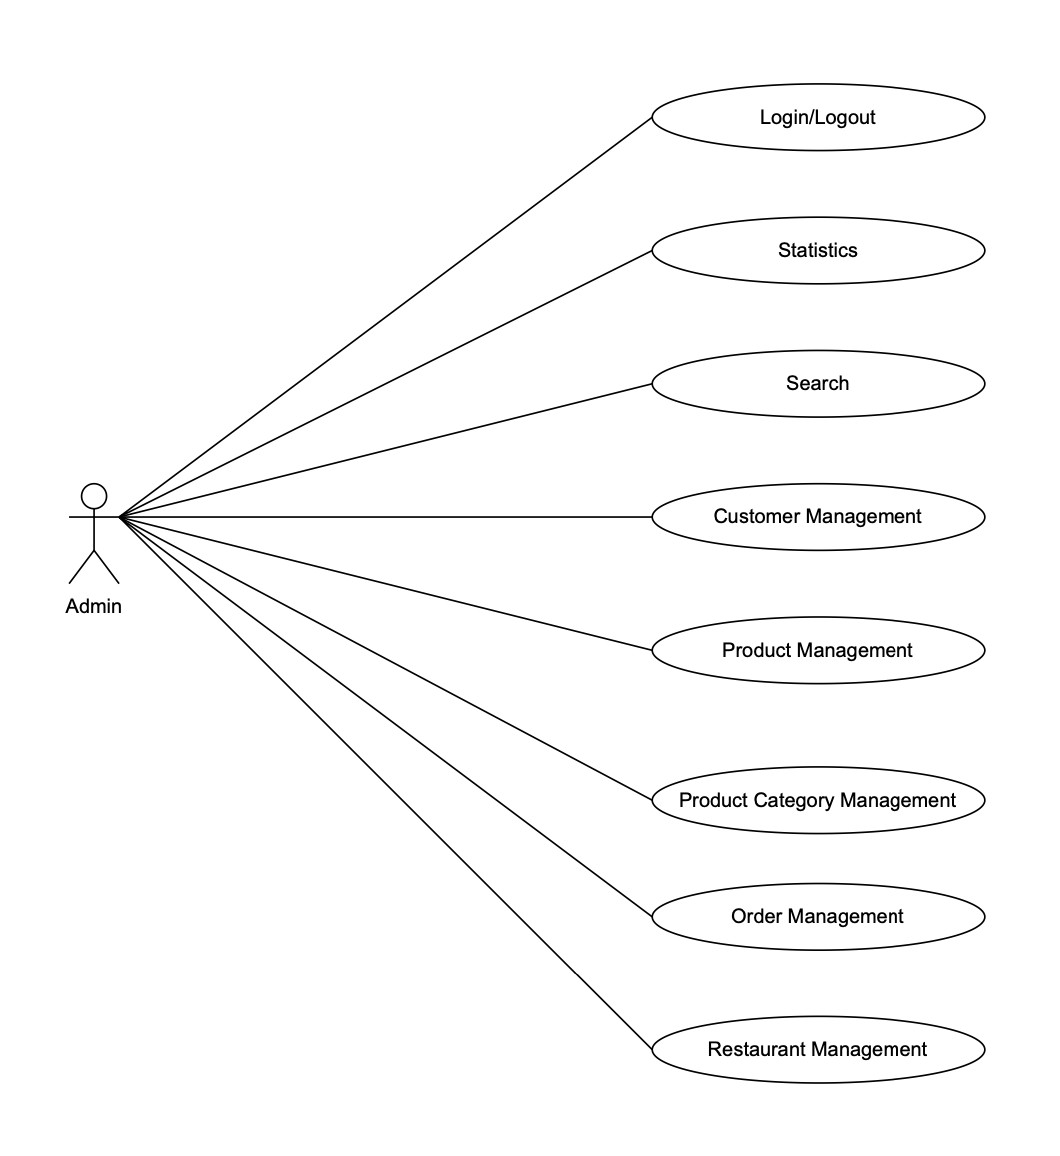 Login/Logout
Statistics
Search
Customer Management
Admin
Product Management
Product Category Management
Order Management
Restaurant Management